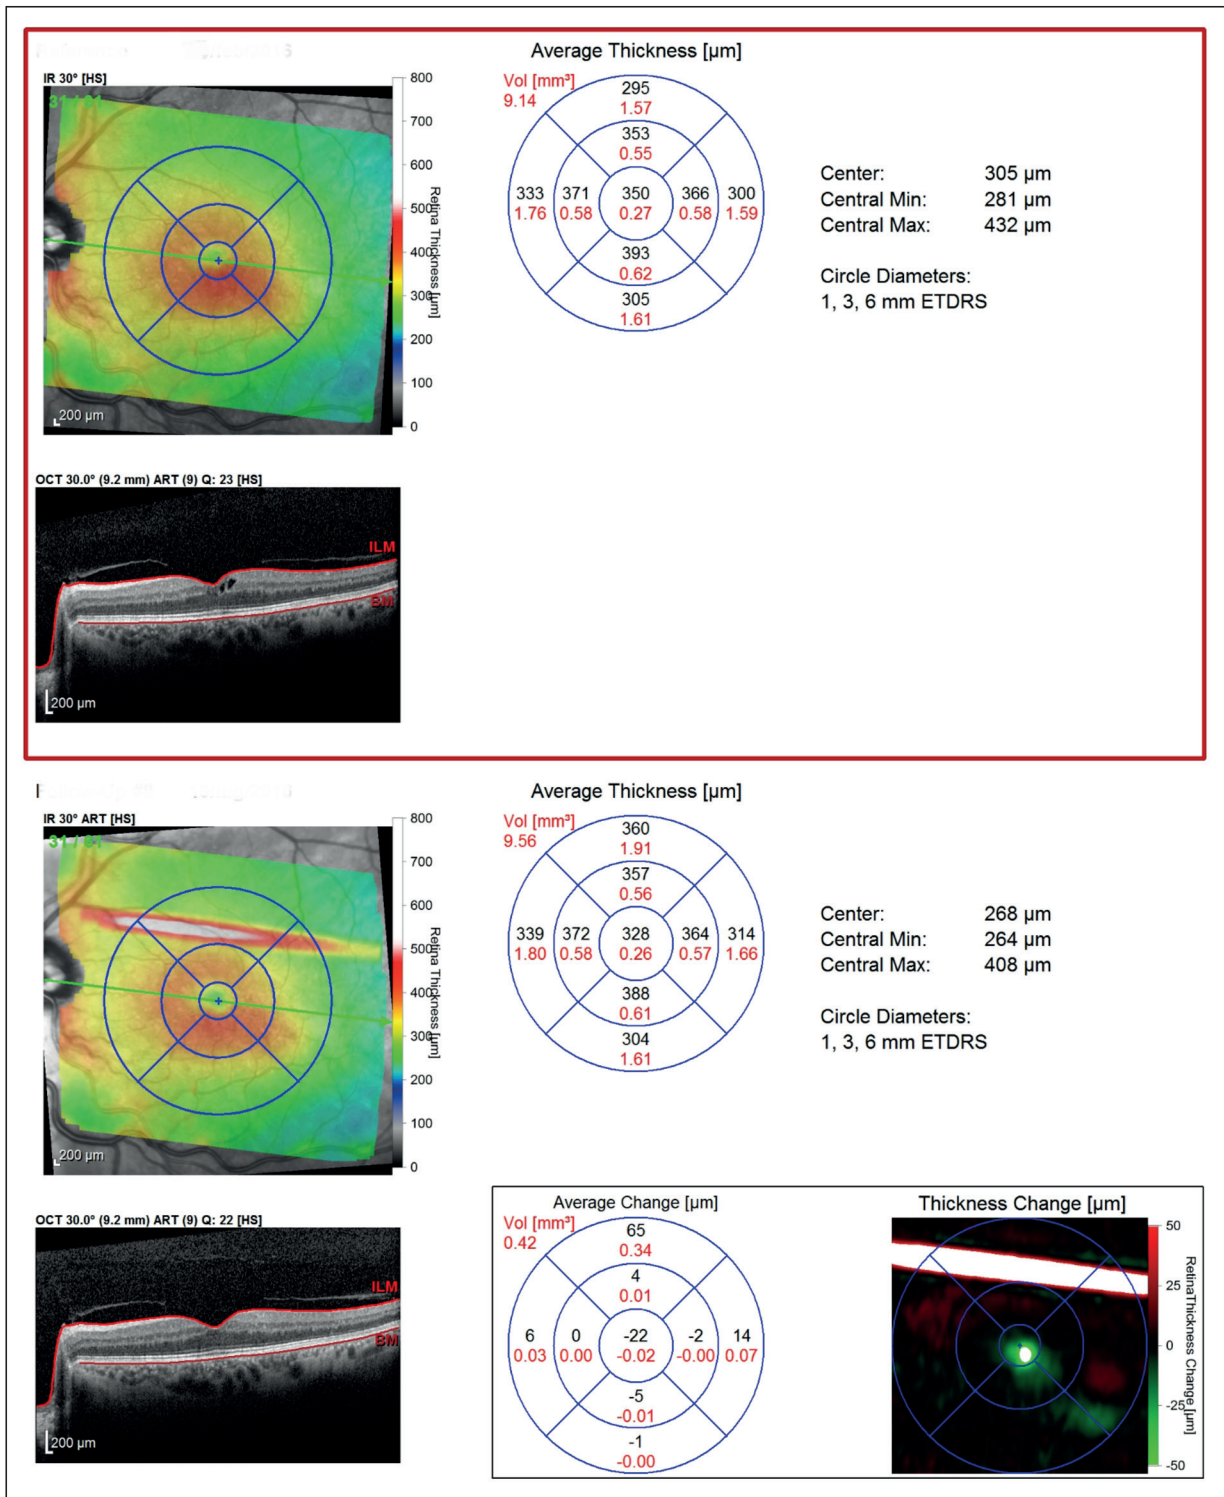 Average Thickness [µm]
IR 30° [HS]
31 / 61
800
700
600
500
400
300
200
100
0
Retina Thickness [µm]
200 µm
Vol [mm³]
9.14
295
1.57
353
0.55
333 371 350 366 300
1.76 0.58 0.27 0.58 1.59
393
0.62
305
1.61
Center: 305 µm
Central Min: 281 µm
Central Max: 432 µm
Circle Diameters:
1, 3, 6 mm ETDRS
OCT 30.0° (9.2 mm) ART (9) Q: 23 [HS]
ILM
BM
200 µm
Average Thickness [µm]
IR 30° ART [HS]
31 / 61
800
700
600
500
400
300
200
100
0
Retina Thickness [µm]
200 µm
Vol [mm³]
9.56
360
1.91
357
0.56
339 372 328 364 314
1.80 0.58 0.26 0.57 1.66
388
0.61
304
1.61
Center: 268 µm
Central Min: 264 µm
Central Max: 408 µm
Circle Diameters:
1, 3, 6 mm ETDRS
OCT 30.0° (9.2 mm) ART (9) Q: 22 [HS]
ILM
BM
200 µm
Average Change [µm]
Vol [mm³]
0.42
65
0.34
4
0.01
6 0 -22 -2 14
0.03 0.00 -0.02 -0.00 0.07
-5
-0.01
-1
-0.00
Thickness Change [µm]
50
25
0
-25
-50
RetinaThickness Change [µm]